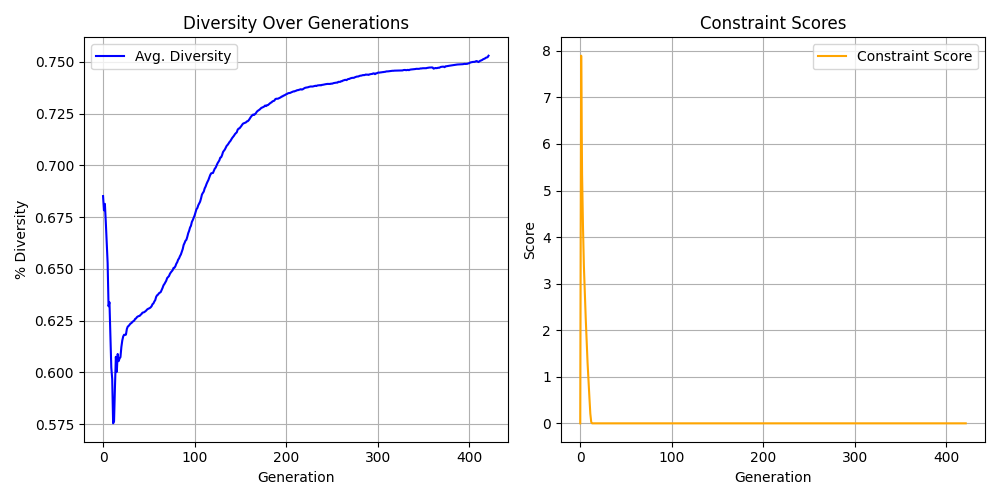 Diversity Over Generations
Avg. Diversity
0.750
0.725
0.700
0.675
0.650
0.625
0.600
0.575
% Diversity
0 100 200 300 400
Generation
Constraint Scores
Constraint Score
8
7
6
5
4
3
2
1
0
Score
0 100 200 300 400
Generation